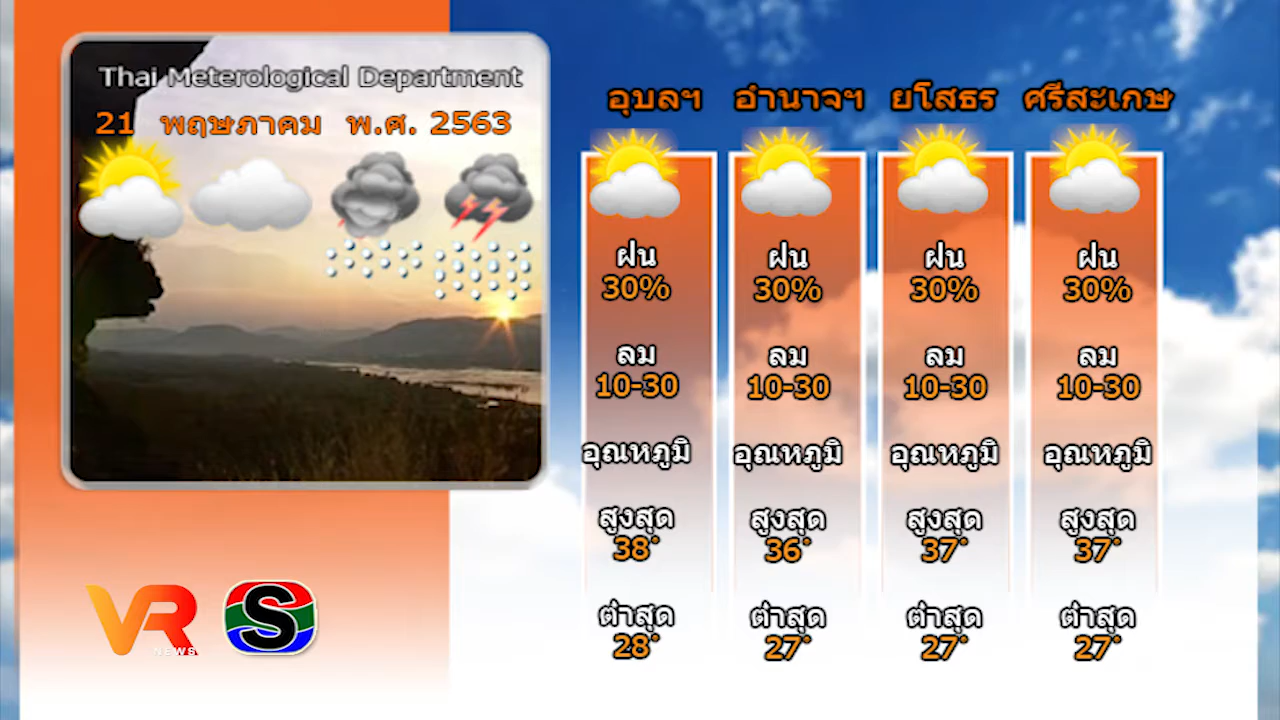 Thai Meterological Department
21 พฤษภาคม พ.ศ. 2563
อุบลฯ อำนาจฯ ยโสธร ศรีสะเกษ
ฝน ฝน ฝน ฝน
30% 30% 30% 30%
ลม ลม ลม ลม
10-30 10-30 10-30 10-30
อุณหภูมิ อุณหภูมิ อุณหภูมิ อุณหภูมิ
สูงสุด สูงสุด สูงสุด สูงสุด
38° 36° 37° 37°
ต่ำสุด ต่ำสุด ต่ำสุด ต่ำสุด
28° 27° 27° 27°
VR S
NEWS